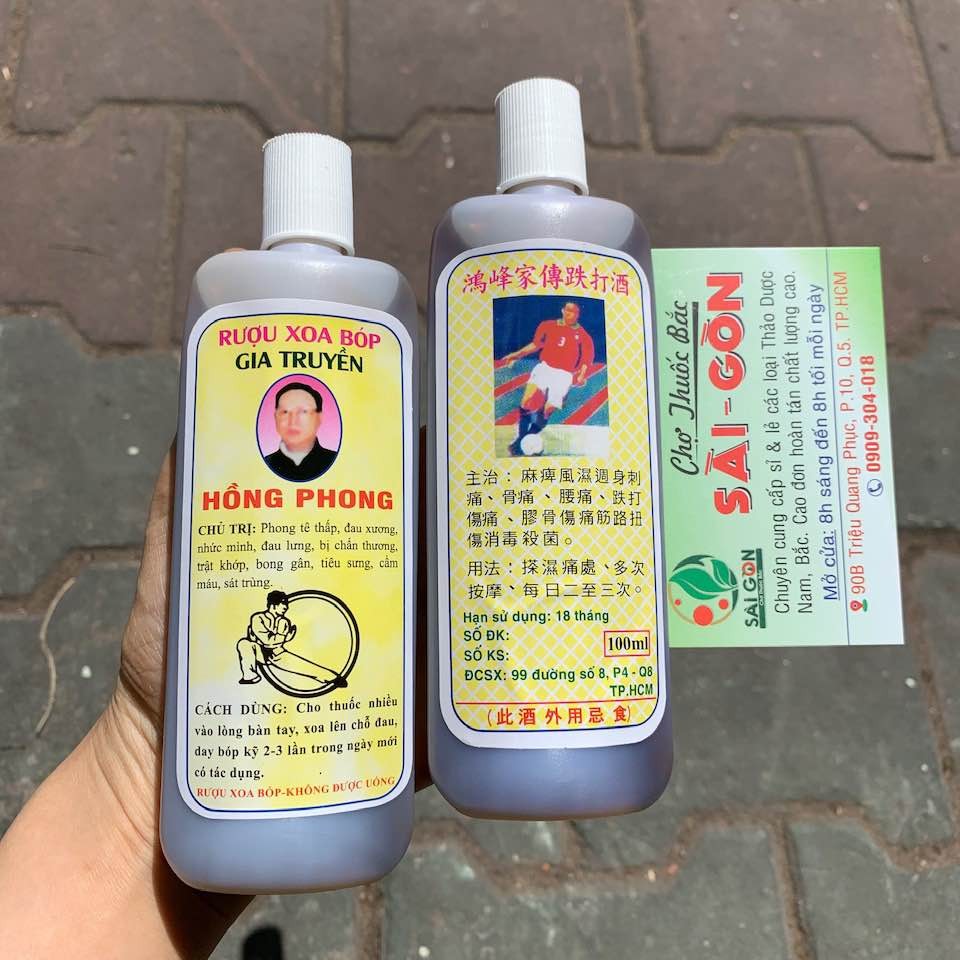 RƯỢU XOA BÓP
GIA TRUYỀN
HỒNG PHONG
CHỦ TRỊ: Phong tê thấp, đau xương,
nhức mình, đau lưng, bị chấn thương,
trật khớp, bong gân, tiêu sưng, cầm
máu, sát trùng.
CÁCH DÙNG: Cho thuốc nhiều
vào lòng bàn tay, xoa lên chỗ đau,
day bóp kỹ 2-3 lần trong ngày mới
có tác dụng.
RƯỢU XOA BÓP-KHÔNG ĐƯỢC UỐNG
鴻峰家傳跌打酒
3
主治：麻痺風濕週身刺
痛、骨痛、腰痛、跌打
傷痛、膠骨傷痛筋路扭
傷消毒殺菌。
用法：搽濕痛處、多次
按摩、每日二至三次。
Hạn sử dụng: 18 tháng
SỐ ĐK:
SỐ KS:
100ml
ĐCSX: 99 đường số 8, P4 - Q8
TP.HCM
(此酒外用忌食)
Chợ Thuốc Bắc
SÀI-GÒN
Chuyên cung cấp sỉ & lẻ các loại Thảo Dược
Nam, Bắc. Cao đơn hoàn tán chất lượng cao.
Mở cửa: 8h sáng đến 8h tối mỗi ngày
90B Triệu Quang Phục, P.10, Q.5. TP.HCM
0909-304-018
SÀI GÒN